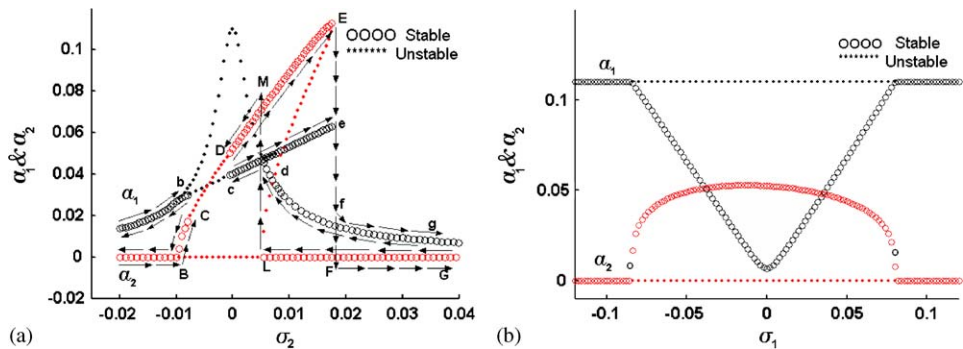 E
Stable
Unstable
M
D
e
b
d
c
α₁
C
f
g
α₂
B
L
F
G
0.1
0.08
0.06
0.04
0.02
0
-0.02
-0.02
-0.01
0
0.01
0.02
0.03
0.04
α₁& α₂
σ₂
(a)
Stable
Unstable
α₁
α₂
0.1
0.05
0
-0.1
-0.05
0
0.05
0.1
α₁& α₂
σ₁
(b)